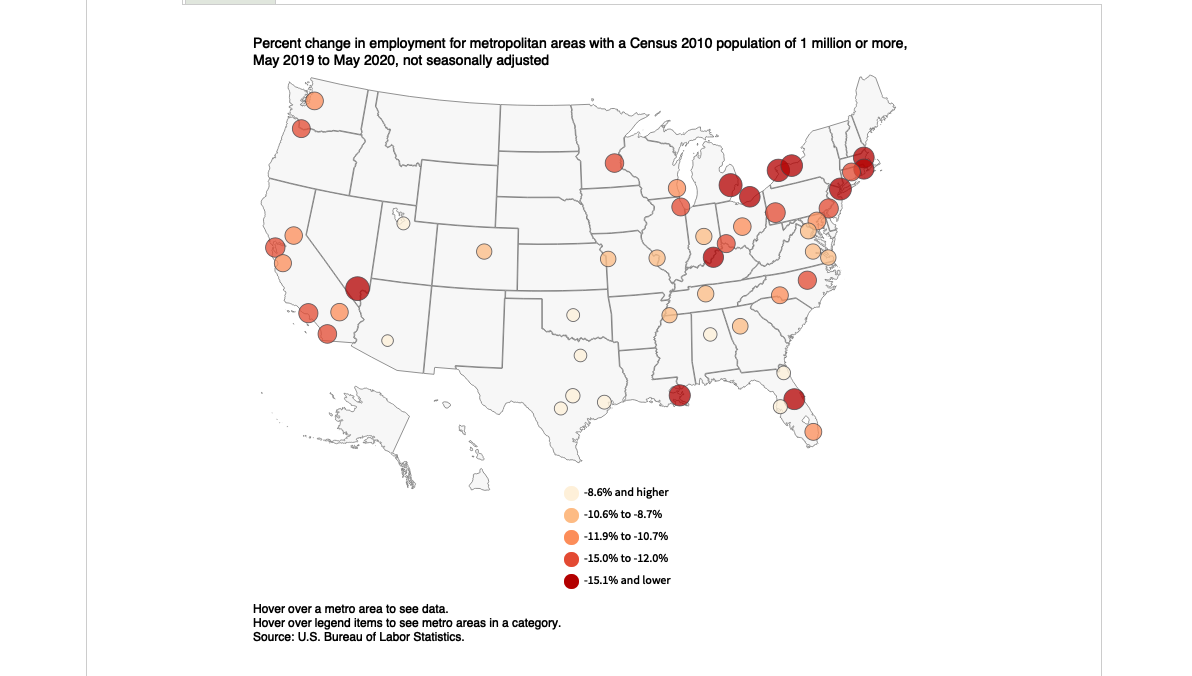 Percent change in employment for metropolitan areas with a Census 2010 population of 1 million or more,
May 2019 to May 2020, not seasonally adjusted
-8.6% and higher
-10.6% to -8.7%
-11.9% to -10.7%
-15.0% to -12.0%
-15.1% and lower
Hover over a metro area to see data.
Hover over legend items to see metro areas in a category.
Source: U.S. Bureau of Labor Statistics.